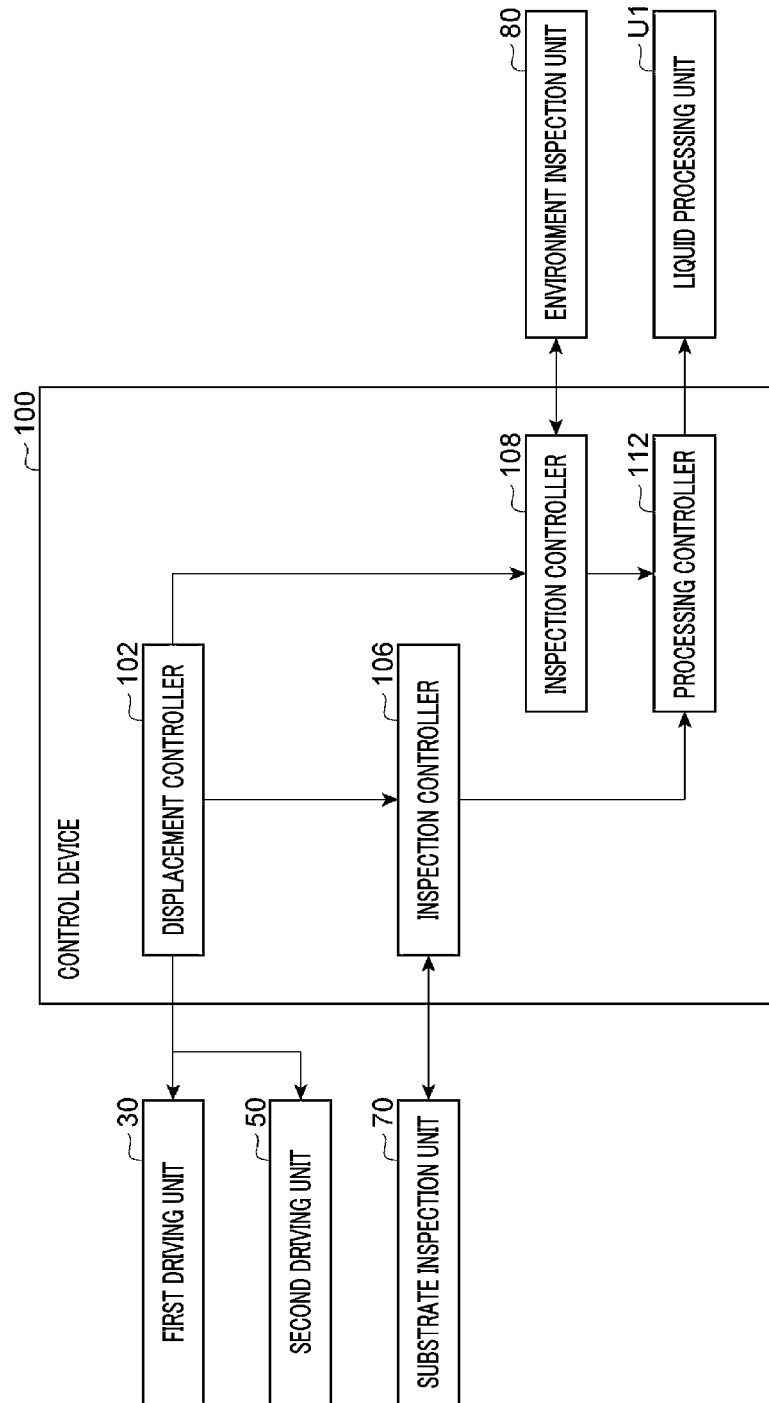 100
CONTROL DEVICE
30
FIRST DRIVING UNIT
102
DISPLACEMENT CONTROLLER
50
SECOND DRIVING UNIT
70
SUBSTRATE INSPECTION UNIT
106
INSPECTION CONTROLLER
108
INSPECTION CONTROLLER
80
ENVIRONMENT INSPECTION UNIT
112
PROCESSING CONTROLLER
U1
LIQUID PROCESSING UNIT